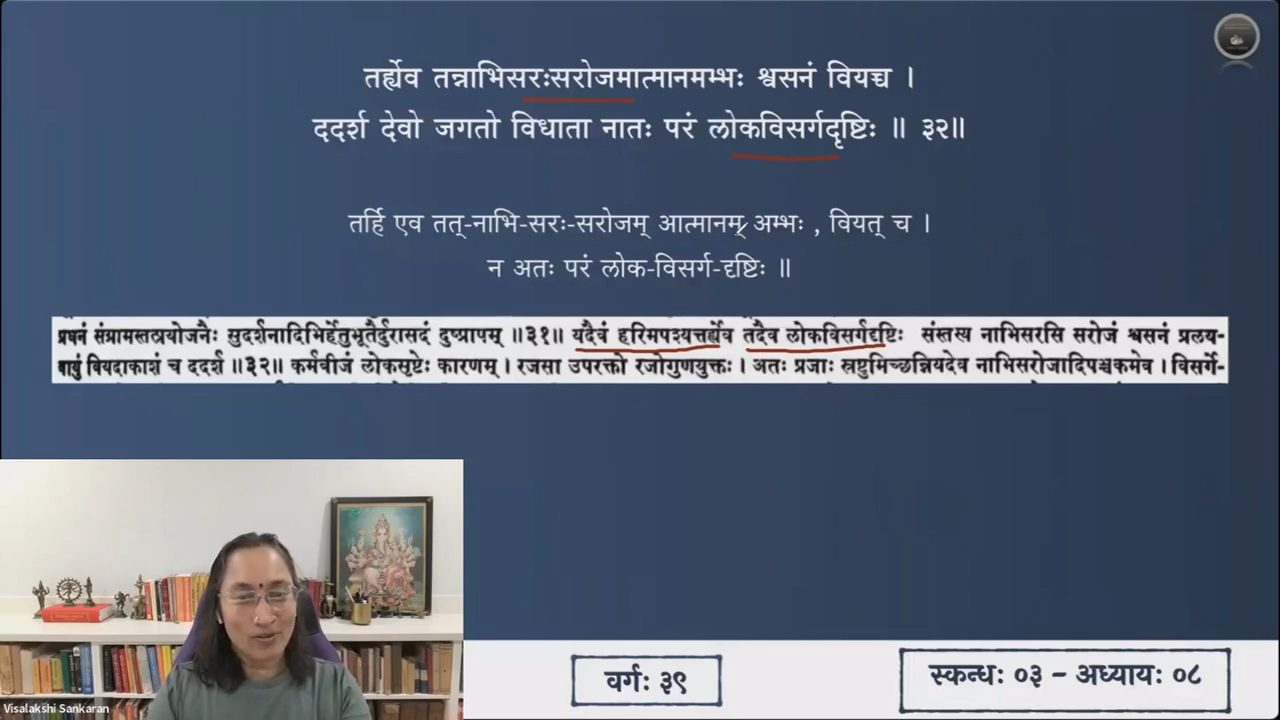 तर्ह्येव तन्नाभिसरःसरोजमात्मानमम्भः श्वसनं वियच्च ।
ददर्श देवो जगतो विधाता नातः परं लोकविसर्गदृष्टिः ॥ ३२॥
तर्हि एव तत्-नाभि-सरः-सरोजम् आत्मानम् अम्भः , वियत् च ।
न अतः परं लोक-विसर्ग-दृष्टिः ॥
प्रधनं संग्रामस्तत्प्रायोजनैः सुदर्शनादिभिर्हेतुभूतैर्दुरासदं दुष्प्रापम् ॥३१॥ यदैवं हरिमपश्यत्तर्ह्येव तदैव लोकविसर्गदृष्टिः संस्तस्य नाभिसरसि सरोजं श्वसनं प्रलय-
वायुं वियदाकाशं च ददर्श ॥३२॥ कर्मबीजं लोकसृष्टेः कारणम् । रजसा उपरक्तो रजोगुणयुक्तः । अतः प्रजाः स्रष्टुमिच्छन्नियदेव नाभिसरोजादिपञ्चकमेव । विसर्गे-
Visalakshi Sankaran
वर्गः ३९
स्कन्धः ०३ – अध्यायः ०८